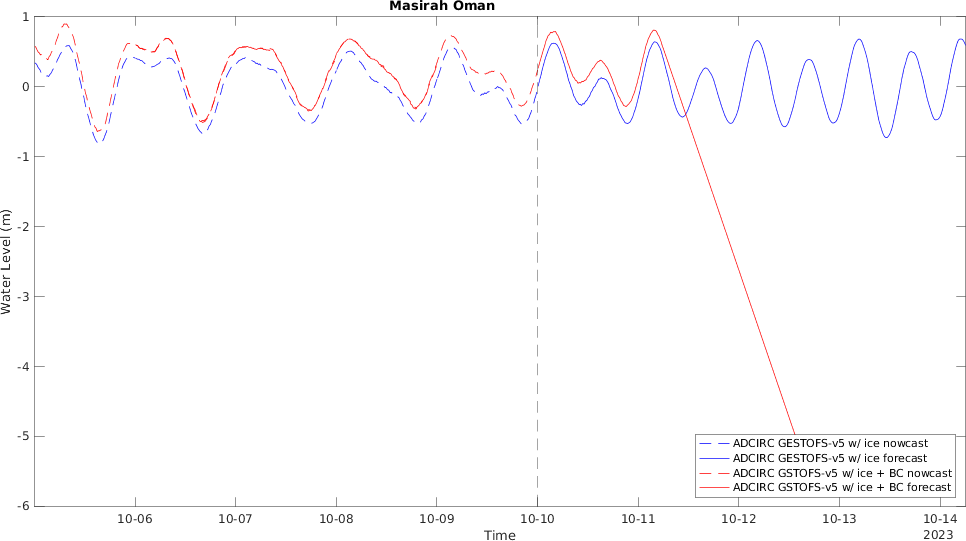 Masirah Oman
1
0
-1
-2
-3
-4
-5
-6
Water Level (m)
ADCIRC GESTOFS-v5 w/ ice nowcast
ADCIRC GESTOFS-v5 w/ ice forecast
ADCIRC GSTOFS-v5 w/ ice + BC nowcast
ADCIRC GSTOFS-v5 w/ ice + BC forecast
10-06 10-07 10-08 10-09 10-10 10-11 10-12 10-13 10-14
Time
2023